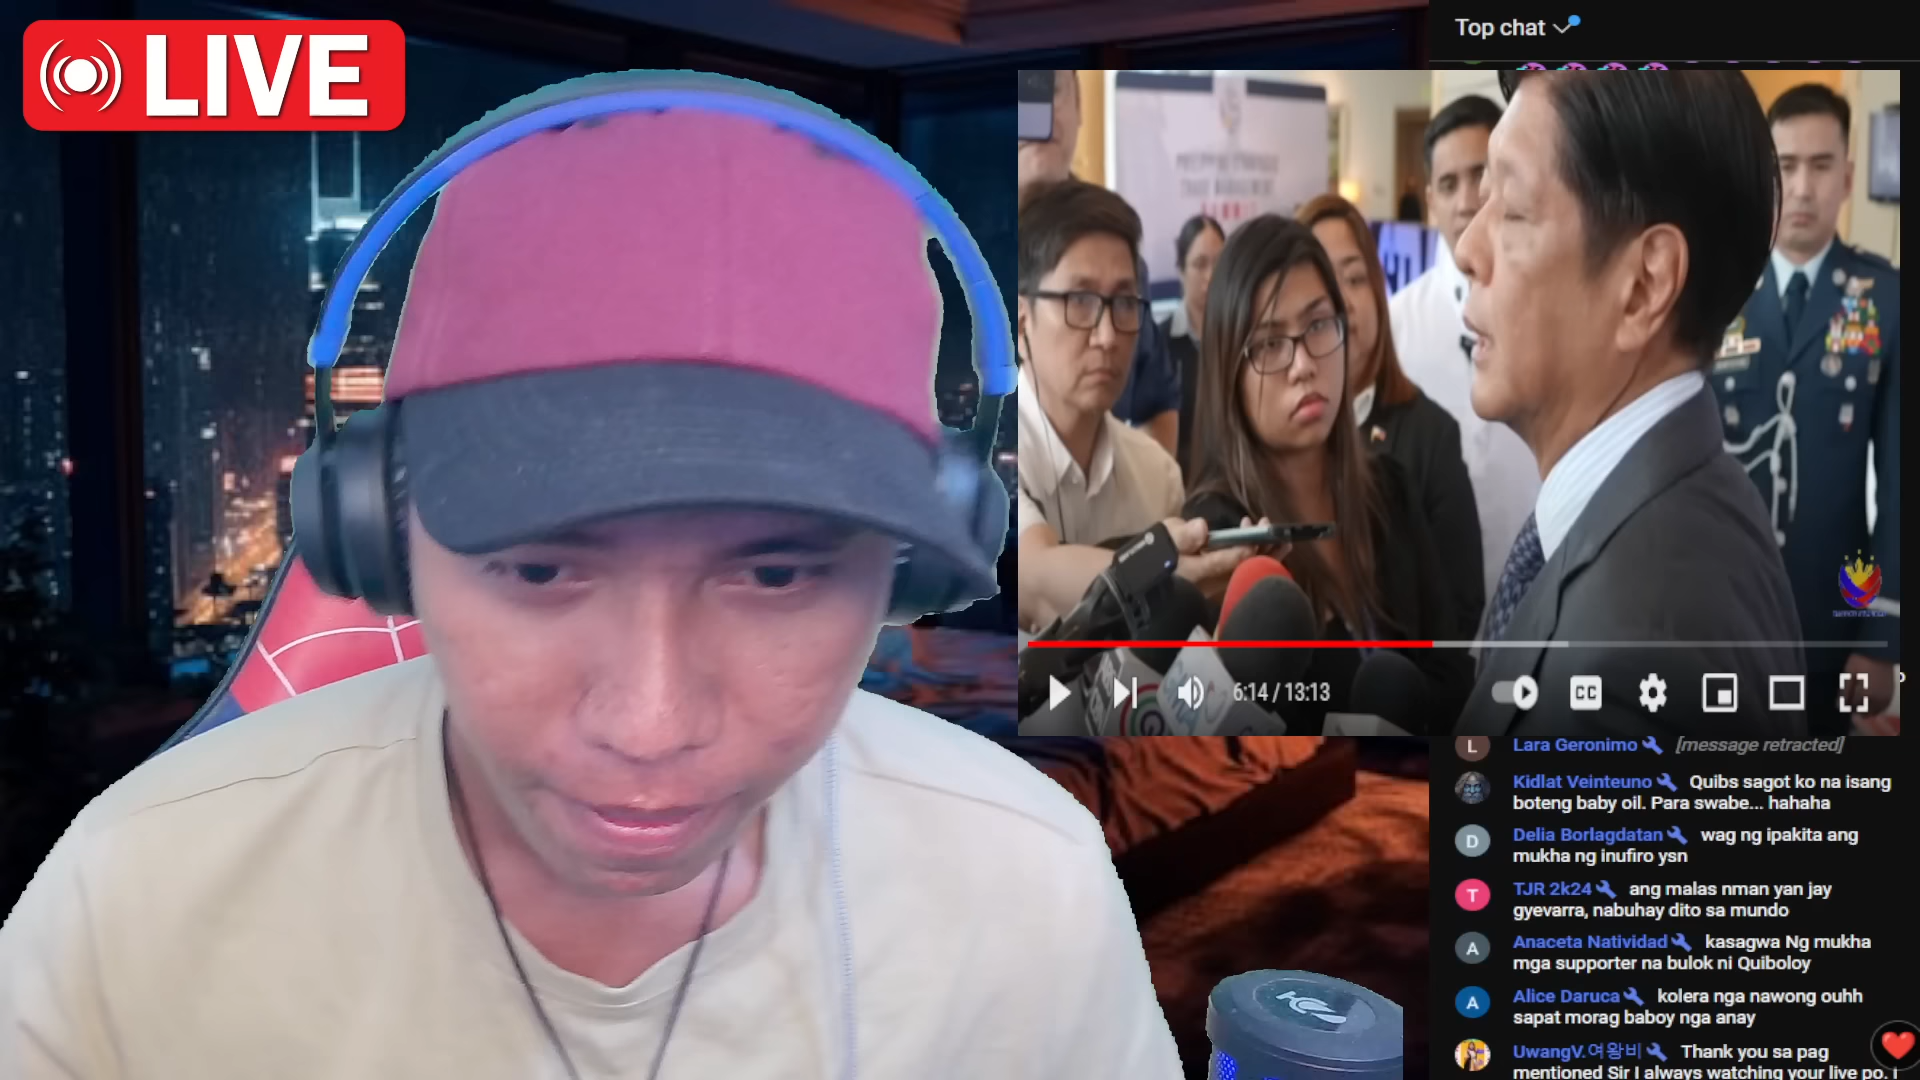 LIVE
Top chat
SUMMIT
6:14 / 13:13
CC
L
Lara Geronimo [message retracted]
Kidlat Veinteuno Quibs sagot ko na isang
boteng baby oil. Para swabe... hahaha
D
Delia Borlagdatan wag ng ipakita ang
mukha ng inufiro ysn
T
TJR 2k24 ang malas nman yan jay
gyevarra, nabuhay dito sa mundo
A
Anaceta Natividad kasagwa Ng mukha
mga supporter na bulok ni Quiboloy
A
Alice Daruca kolera nga nawong ouhh
sapat morag baboy nga anay
UwangV.여왕비 Thank you sa pag
mentioned Sir I always watching your live po. I